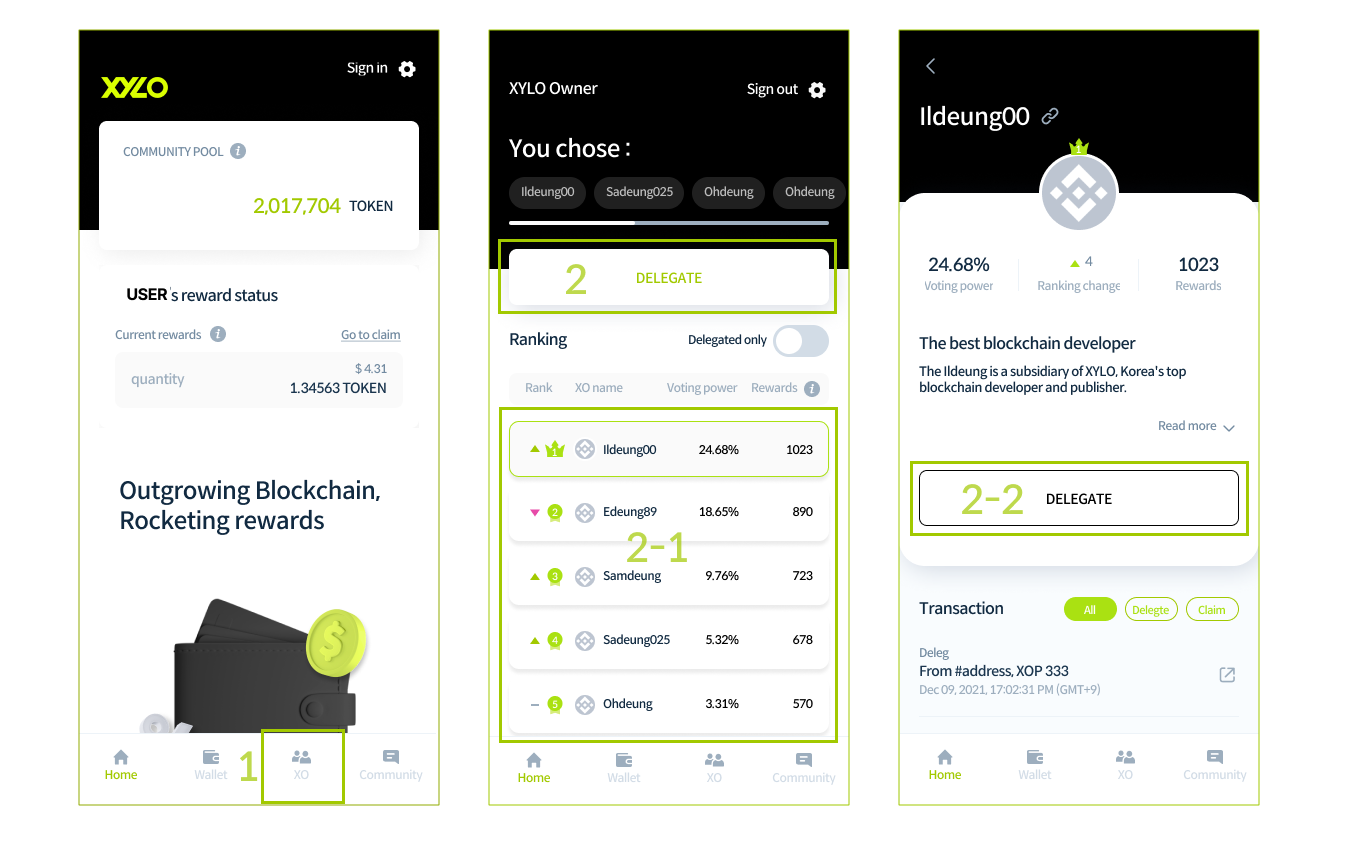 Sign in
XYLO
COMMUNITY POOL i
2,017,704 TOKEN
USER's reward status
Current rewards i Go to claim
$ 4.31
quantity 1.34563 TOKEN
Outgrowing Blockchain,
Rocketing rewards
$
1
Home Wallet XO Community
XYLO Owner Sign out
You chose :
Ildeung00 Sadeung025 Ohdeung Ohdeung
2 DELEGATE
Ranking Delegated only
Rank XO name Voting power Rewards i
1 Ildeung00 24.68% 1023
2 Edeung89 18.65% 890
2-1
3 Samdeung 9.76% 723
4 Sadeung025 5.32% 678
5 Ohdeung 3.31% 570
Home Wallet XO Community
Ildeung00
1
24.68% 4 1023
Voting power Ranking change Rewards
The best blockchain developer
The Ildeung is a subsidiary of XYLO, Korea's top
blockchain developer and publisher.
Read more
2-2 DELEGATE
Transaction All Delegte Claim
Deleg
From #address, XOP 333
Dec 09, 2021, 17:02:31 PM (GMT+9)
Home Wallet XO Community